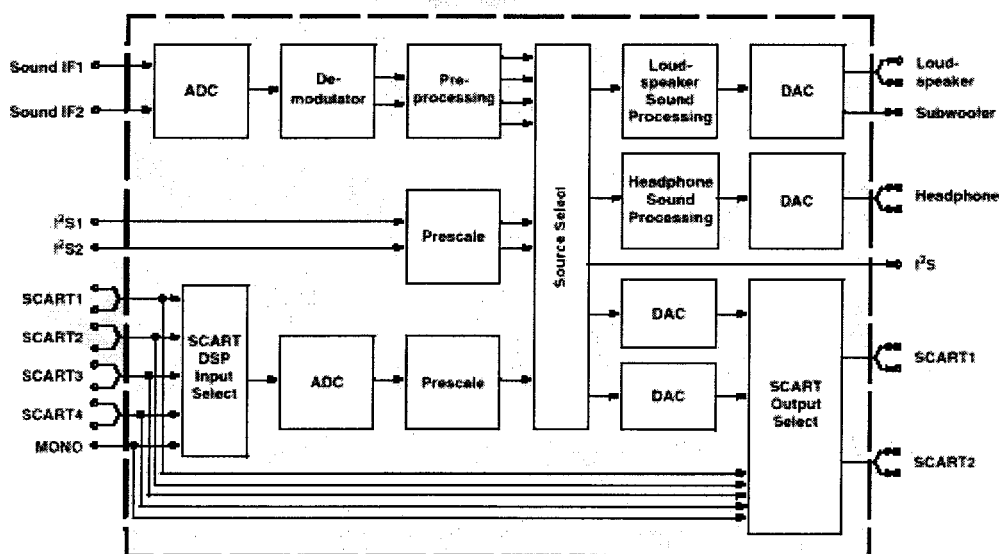 Sound IF1
Sound IF2
ADC
De-
modulator
Pre-
processing
Loud-
speaker
Sound
Processing
DAC
Loud-
speaker
Subwoofer
Headphone
Sound
Processing
DAC
Headphone
I²S1
I²S2
Prescale
Source Select
I²S
SCART1
SCART2
SCART3
SCART4
MONO
SCART
DSP
Input
Select
ADC
Prescale
DAC
DAC
SCART
Output
Select
SCART1
SCART2